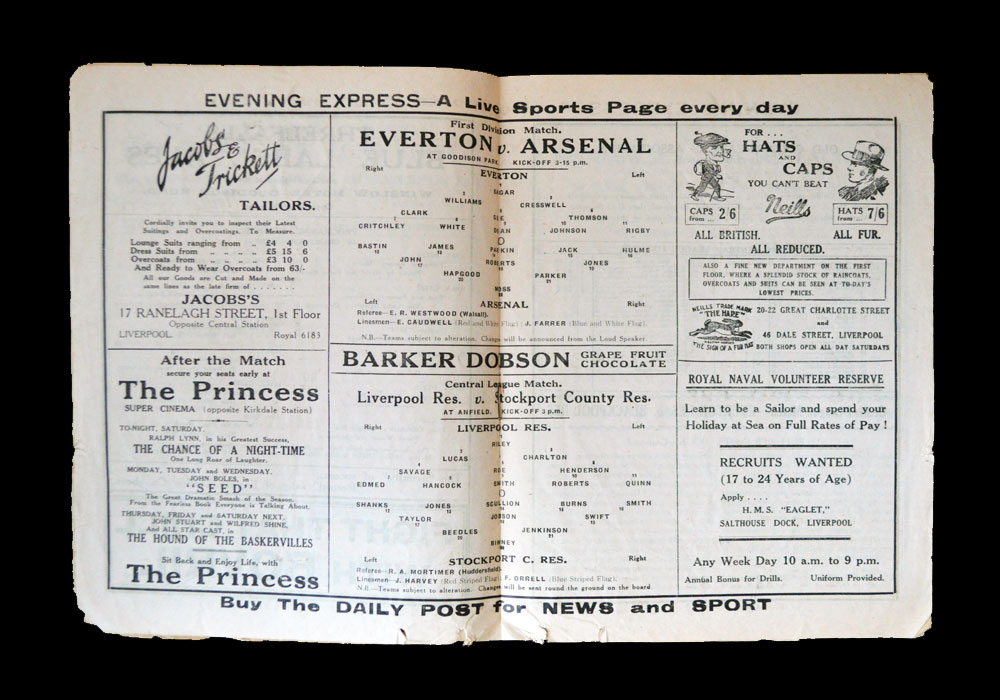 EVENING EXPRESS—A Live Sports Page every day
Jacobs &
Trickett
TAILORS.
Cordially invite you to inspect their Latest
Suitings and Overcoatings. To Measure.
Lounge Suits ranging from .. £4 4 0
Dress Suits from .. £5 15 6
Overcoats from .. £3 10 0
And Ready to Wear Overcoats from 63/-
All our Goods are Cut and Made on the
same lines as the late firm of . . . . . . .
JACOBS'S
17 RANELAGH STREET, 1st Floor
Opposite Central Station
LIVERPOOL Royal 6183
After the Match
secure your seats early at
The Princess
SUPER CINEMA (opposite Kirkdale Station)
TO-NIGHT, SATURDAY.
RALPH LYNN, in his Greatest Success,
THE CHANCE OF A NIGHT-TIME
One Long Roar of Laughter.
MONDAY, TUESDAY and WEDNESDAY.
JOHN BOLES, in
"SEED"
The Great Dramatic Smash of the Season.
From the Fearless Book Everyone is Talking About.
THURSDAY, FRIDAY and SATURDAY NEXT,
JOHN STUART and WILFRED SHINE,
And ALL STAR CAST, in
THE HOUND OF THE BASKERVILLES
Sit Back and Enjoy Life, with
The Princess
First Division Match.
EVERTON v. ARSENAL
AT GOODISON PARK. KICK-OFF 3-15 p.m.
Right EVERTON Left
SAGAR
WILLIAMS CRESSWELL
CLARK GEE THOMSON
CRITCHLEY WHITE DEAN JOHNSON RIGBY
O
BASTIN JAMES PARKIN JACK HULME
JOHN ROBERTS JONES
HAPGOOD PARKER
MOSS
Left ARSENAL Right
Referee—E. R. WESTWOOD (Walsall).
Linesmen—E. CAUDWELL (Red and White Flag); J. FARRER (Blue and White Flag).
N.B.—Teams subject to alteration. Changes will be announced from the Loud Speaker.
BARKER DOBSON GRAPE FRUIT
CHOCOLATE
Central League Match.
Liverpool Res. v. Stockport County Res.
AT ANFIELD. KICK-OFF 3 p.m.
Right LIVERPOOL RES. Left
RILEY
LUCAS CHARLTON
SAVAGE ROE HENDERSON
EDMED HANCOCK SMITH ROBERTS QUINN
O
SHANKS JONES SCULLION BURNS SMITH
TAYLOR JOBSON SWIFT
BEEDLES JENKINSON
BINNEY
Left STOCKPORT C. RES. Right
Referee—R. A. MORTIMER (Huddersfield).
Linesmen—J. HARVEY (Red Striped Flag); F. ORRELL (Blue Striped Flag).
N.B.—Teams subject to alteration. Changes will be sent round the ground on the board
FOR . . .
HATS
AND
CAPS
YOU CAN'T BEAT
Neills
CAPS from ... 2/6
HATS from ... 7/6
ALL BRITISH. ALL FUR.
ALL REDUCED.
ALSO A FINE NEW DEPARTMENT ON THE FIRST
FLOOR, WHERE A SPLENDID STOCK OF RAINCOATS,
OVERCOATS AND SUITS CAN BE SEEN AT TO-DAY'S
LOWEST PRICES.
NEILLS TRADE MARK
"THE HARE"
THE SIGN OF A FUR FELT
20-22 GREAT CHARLOTTE STREET
and
46 DALE STREET, LIVERPOOL
BOTH SHOPS OPEN ALL DAY SATURDAYS
ROYAL NAVAL VOLUNTEER RESERVE
Learn to be a Sailor and spend your
Holiday at Sea on Full Rates of Pay !
RECRUITS WANTED
(17 to 24 Years of Age)
Apply . . . .
H.M.S. "EAGLET,"
SALTHOUSE DOCK, LIVERPOOL
Any Week Day 10 a.m. to 9 p.m.
Annual Bonus for Drills. Uniform Provided.
Buy The DAILY POST for NEWS and SPORT